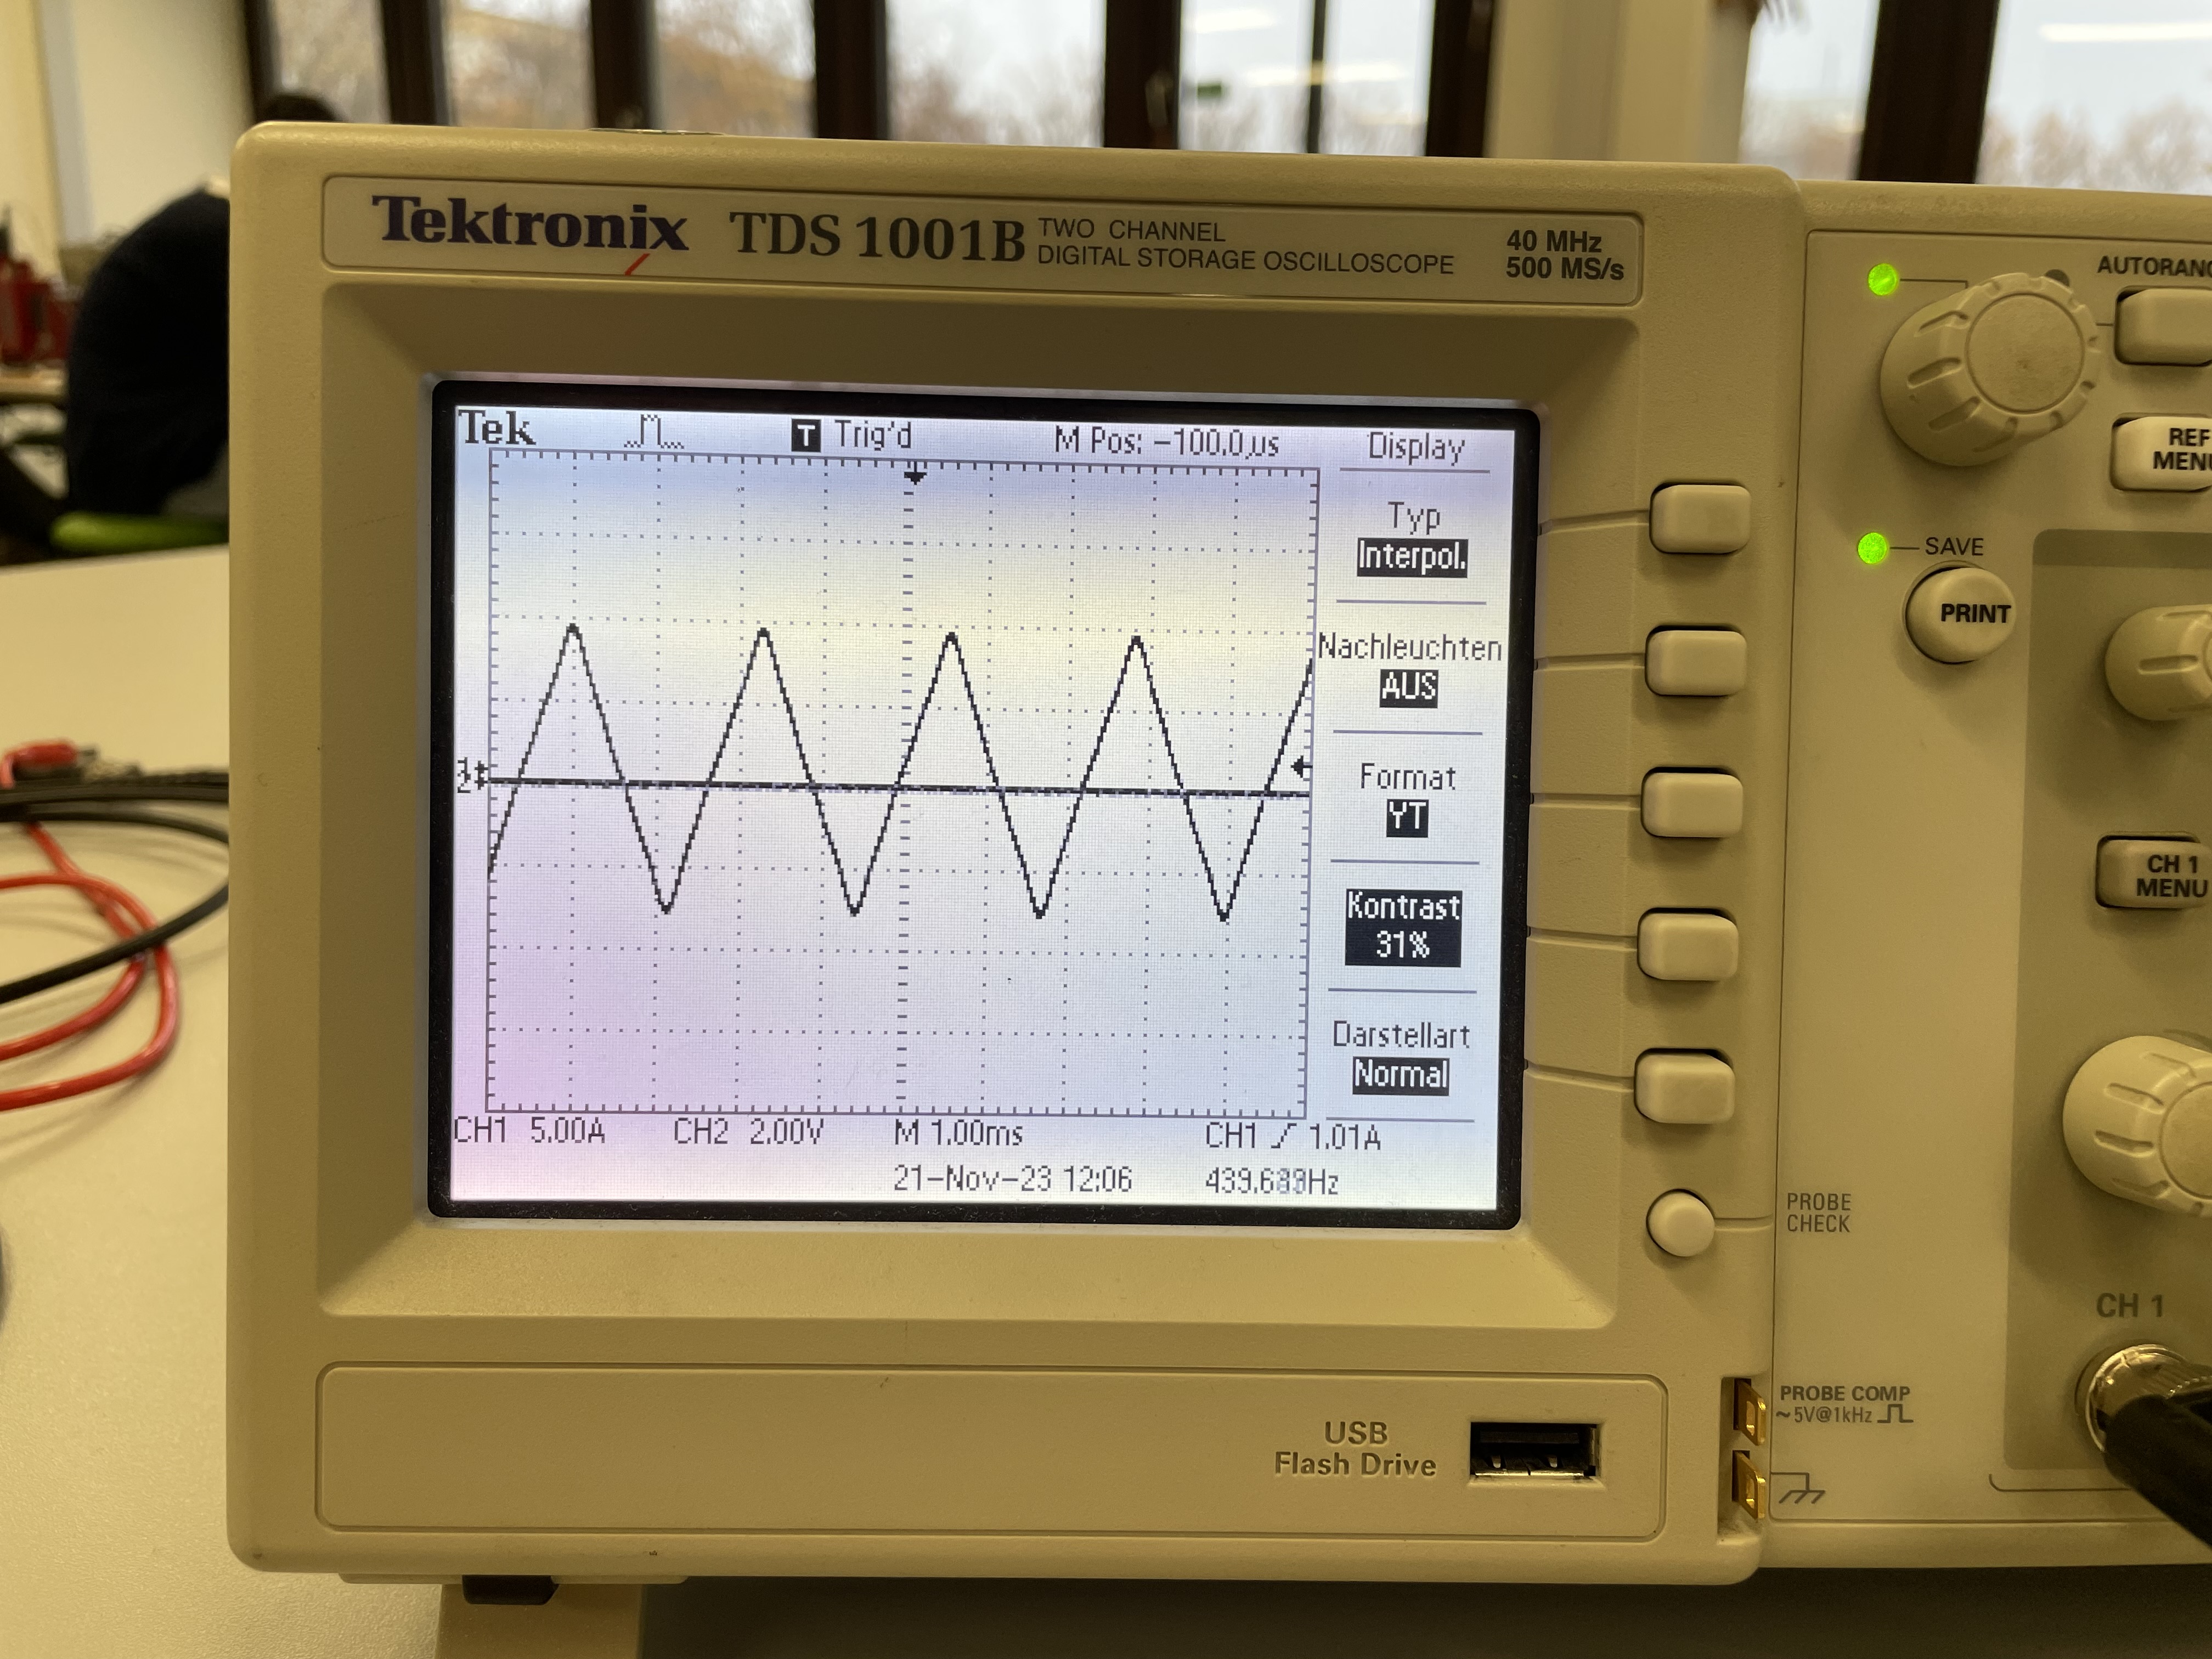 Tektronix TDS 1001B TWO CHANNEL DIGITAL STORAGE OSCILLOSCOPE
40 MHz
500 MS/s
Tek T Trig'd M Pos: -100.0µs Display
Typ
Interpol.
Nachleuchten
AUS
Format
YT
Kontrast
31%
Darstellart
Normal
1
2
CH1 5.00A CH2 2.00V M 1.00ms CH1 1.01A
21-Nov-23 12:06
PROBE
CHECK
USB
Flash Drive
PROBE COMP
~5V@1kHz
REF
SAVE
PRINT
CH 1
MENU
CH 1